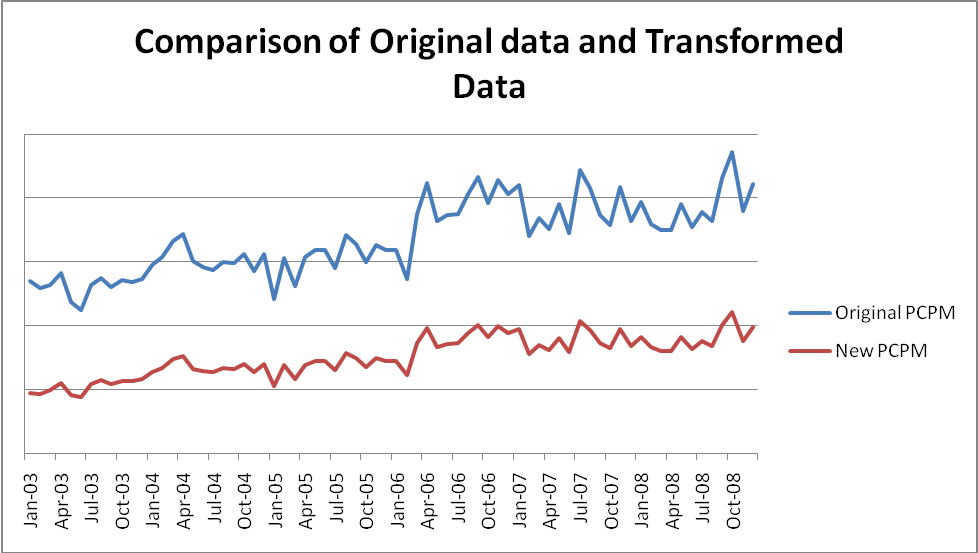 Comparison of Original data and Transformed
Data
Original PCPM
New PCPM
Jan-03
Apr-03
Jul-03
Oct-03
Jan-04
Apr-04
Jul-04
Oct-04
Jan-05
Apr-05
Jul-05
Oct-05
Jan-06
Apr-06
Jul-06
Oct-06
Jan-07
Apr-07
Jul-07
Oct-07
Jan-08
Apr-08
Jul-08
Oct-08